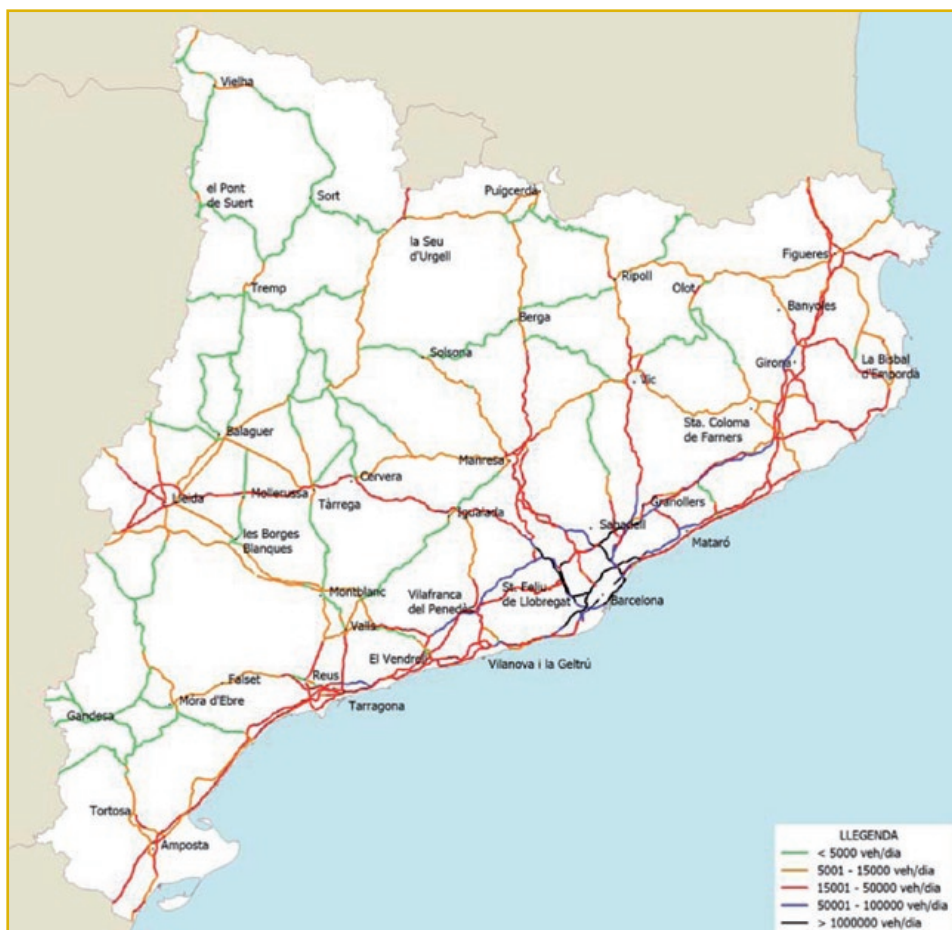 Vielha
el Pont
de Suert
Sort
Puigcerdà
la Seu
d'Urgell
Figueres
Ripoll
Olot
Tremp
Banyoles
Berga
Solsona
Girona
La Bisbal
d'Empordà
Vic
Sta. Coloma
de Farners
Balaguer
Manresa
Cervera
Lleida
Mollerussa
Tàrrega
Granollers
Igualada
Sabadell
les Borges
Blanques
Mataró
Montblanc
Vilafranca
del Penedà
St. Feliu
de Llobregat
Barcelona
Valls
El Vendrell
Vilanova i la Geltrú
Falset
Reus
Móra d'Ebre
Tarragona
Gandesa
Tortosa
Amposta
LLEGENDA
< 5000 veh/dia
5001 - 15000 veh/dia
15001 - 50000 veh/dia
50001 - 100000 veh/dia
> 1000000 veh/dia